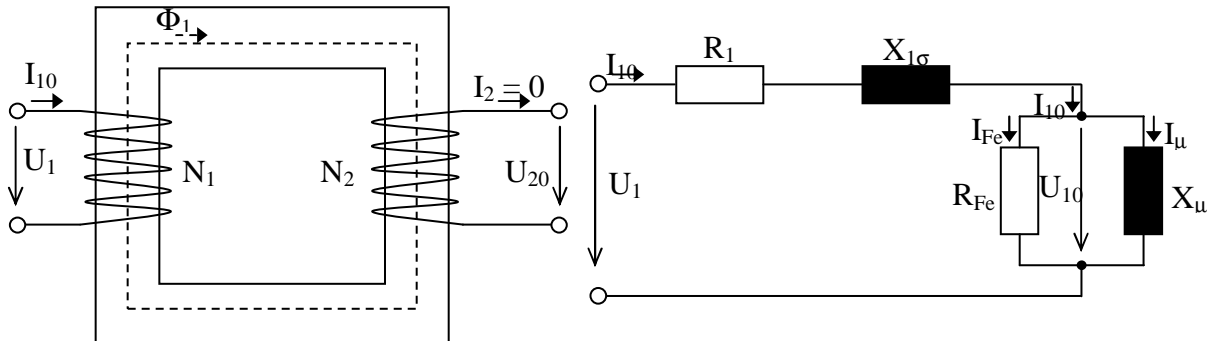 Φ1
I10
I2 = 0
U1
N1
N2
U20
I10
R1
X1σ
I10
IFe
Iμ
U1
RFe
U10
Xμ